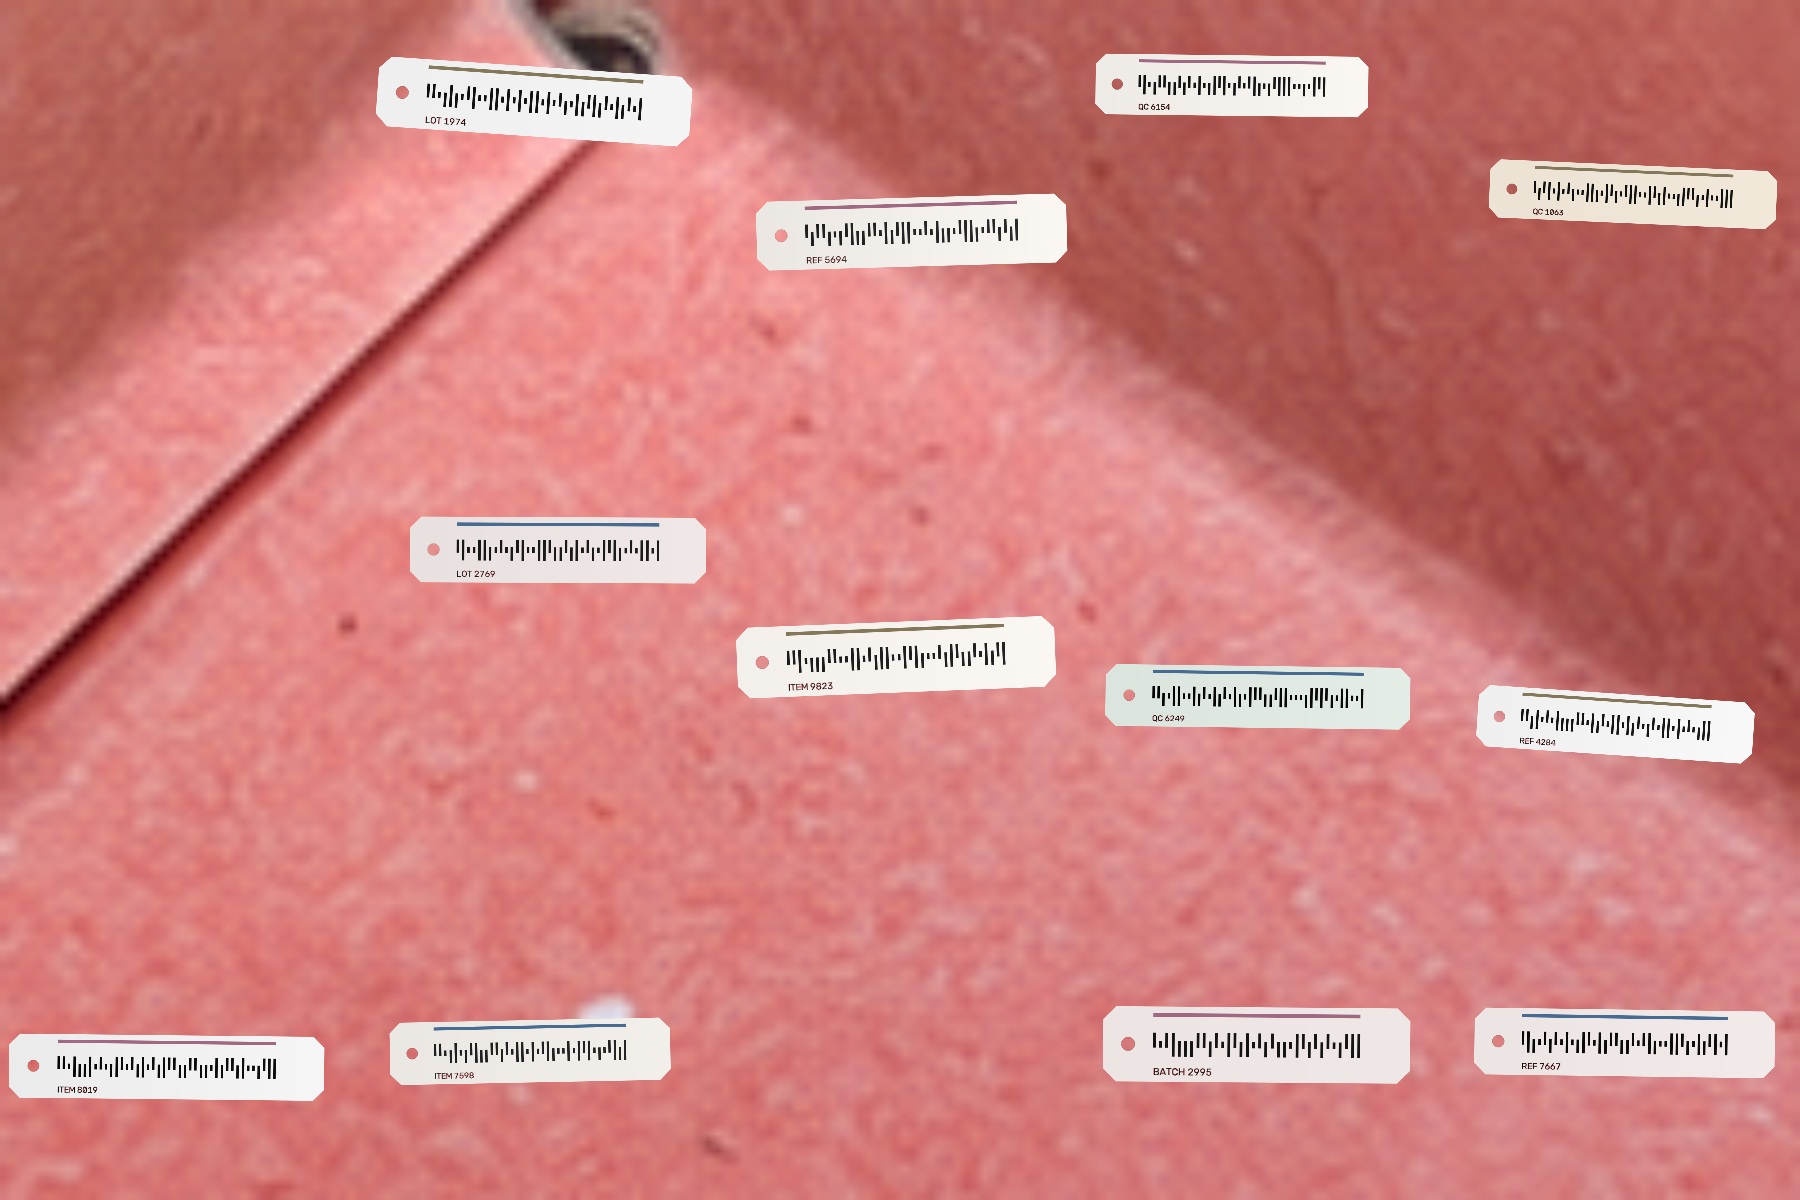 LOT 1974
QC 6154
QC 1063
REF 5694
LOT 2769
ITEM 9823
QC 6249
REF 4284
ITEM 8019
ITEM 7598
BATCH 2995
REF 7667